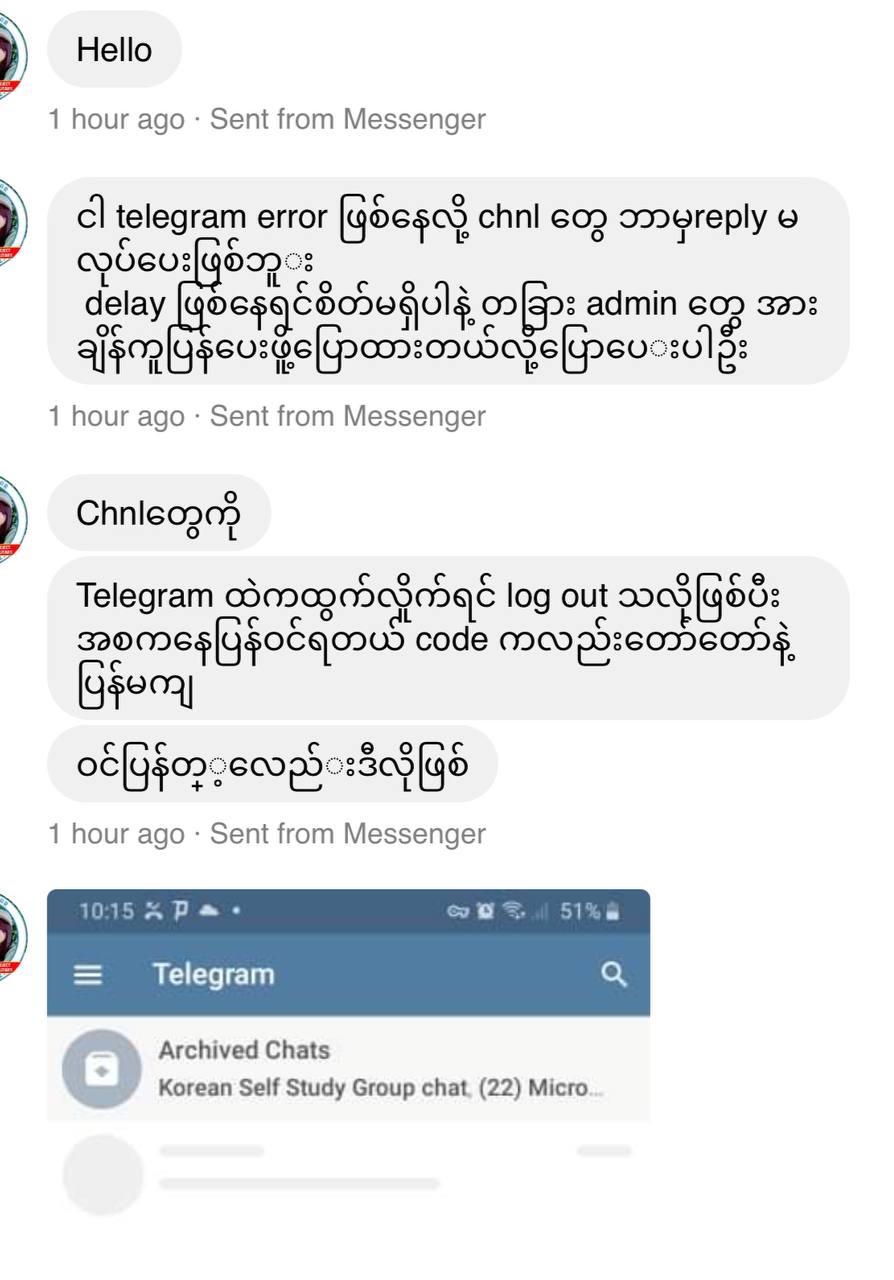 Hello
1 hour ago · Sent from Messenger
ငါ telegram error ဖြစ်နေလို့ chnl တွေ ဘာမှreply မ
လုပ်ပေးဖြစ်ဘူးး
delay ဖြစ်နေရင်စိတ်မရှိပါနဲ့ တခြား admin တွေ အား
ချိန်ကူပြန်ပေးဖို့ပြောထားတယ်လို့ပြောပေးးပါဦး
1 hour ago · Sent from Messenger
Chnlတွေကို
Telegram ထဲကထွက်လိုက်ရင် log out သလိုဖြစ်ပီး
အစကနေပြန်ဝင်ရတယ် code ကလည်းတော်တော်နဲ့
ပြန်မကျ
ဝင်ပြန်တ့္လေည်းဒီလိုဖြစ်
1 hour ago · Sent from Messenger
10:15 51%
Telegram
Archived Chats
Korean Self Study Group chat, (22) Micro...